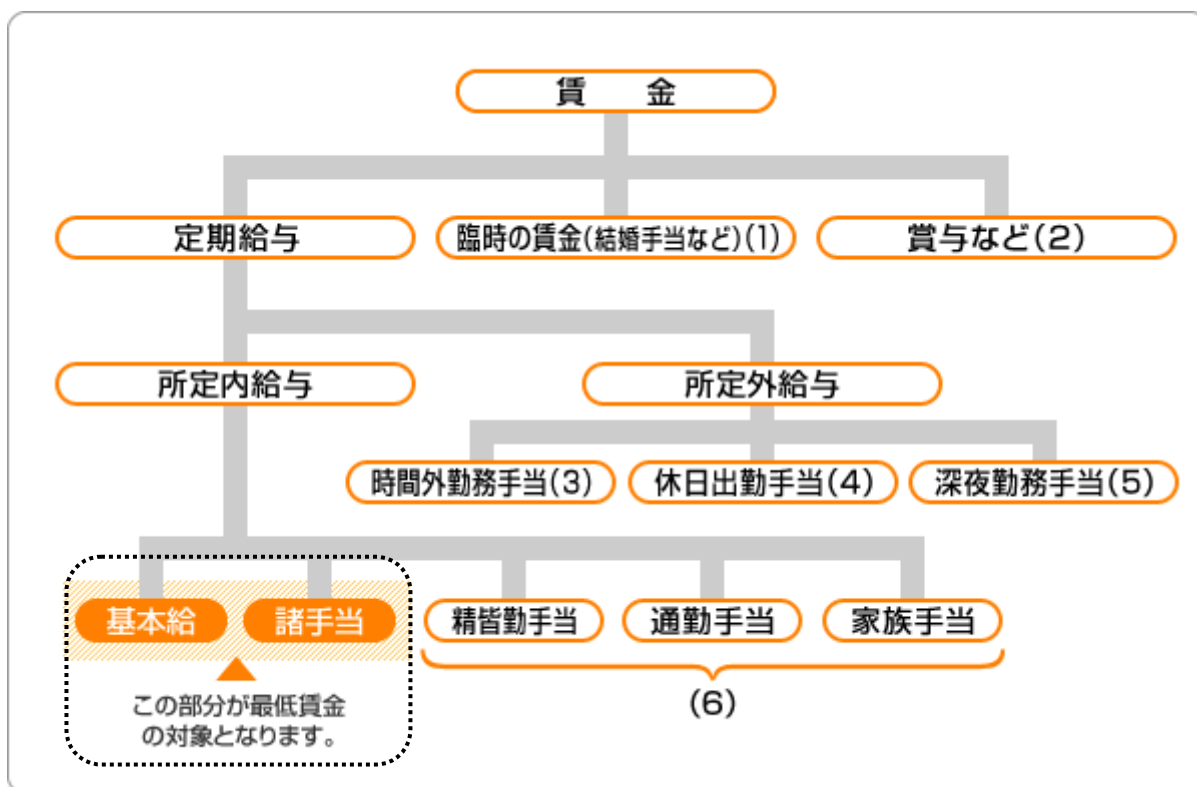 賃　金
定期給与
臨時の賃金(結婚手当など)(1)
賞与など(2)
所定内給与
所定外給与
時間外勤務手当(3)
休日出勤手当(4)
深夜勤務手当(5)
基本給
諸手当
精皆勤手当
通勤手当
家族手当
この部分が最低賃金
の対象となります。
(6)